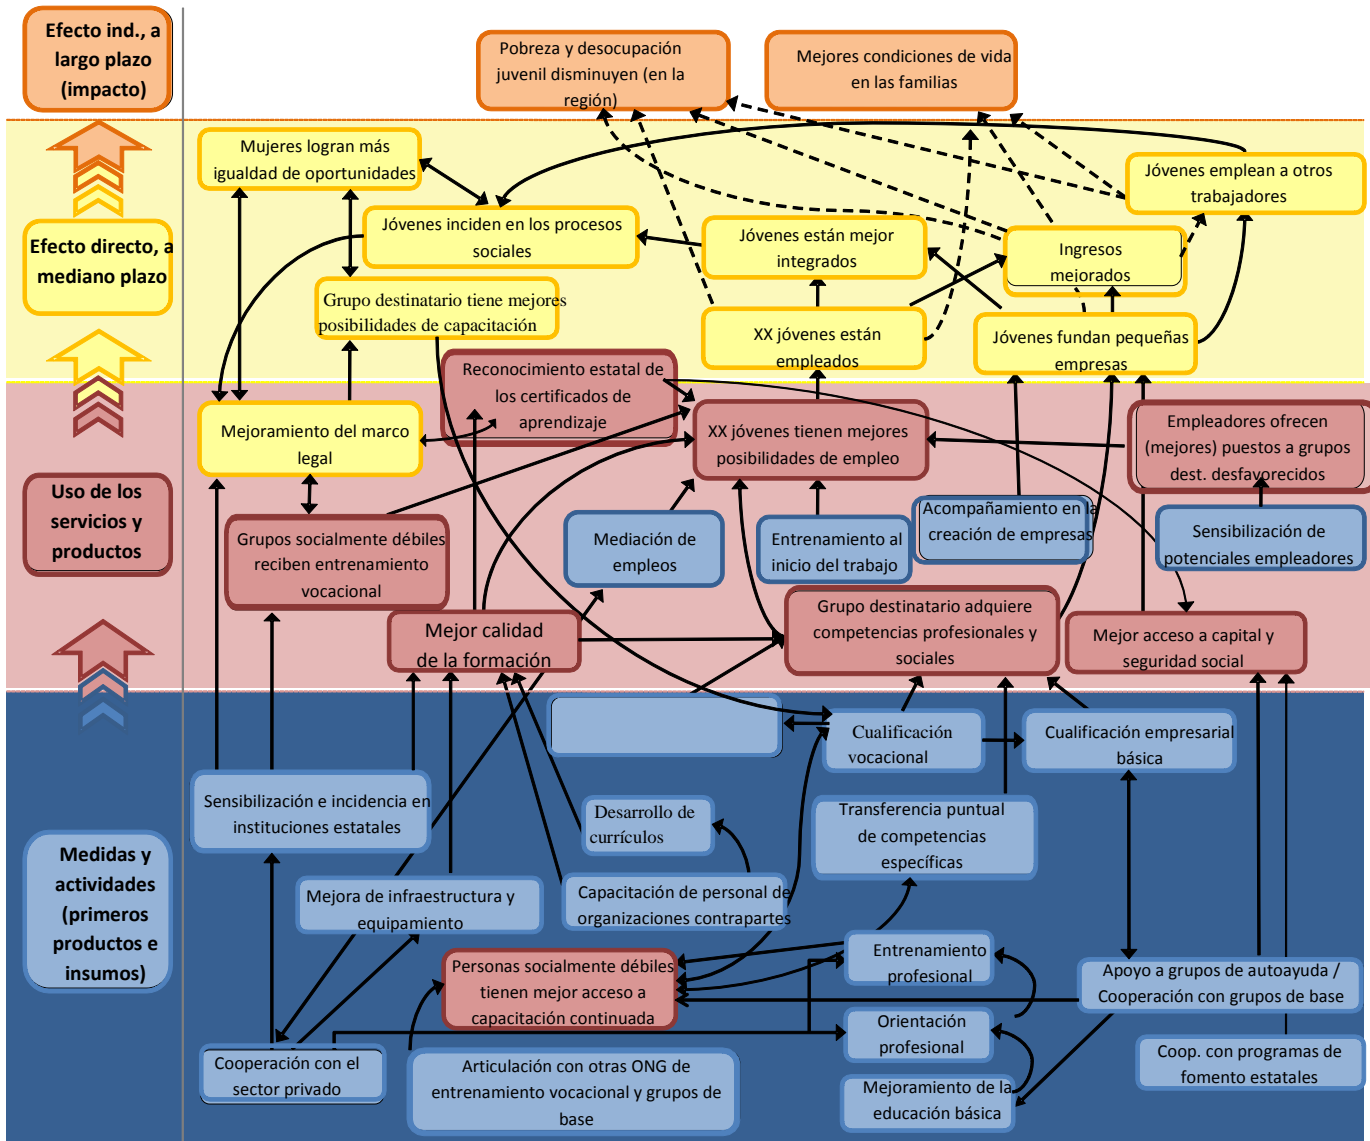 Efecto ind., a
largo plazo
(impacto)
Pobreza y desocupación
juvenil disminuyen (en la
región)
Mejores condiciones de vida
en las familias
Mujeres logran más
igualdad de oportunidades
Jóvenes emplean a otros
trabajadores
Efecto directo, a
mediano plazo
Jóvenes inciden en los procesos
sociales
Jóvenes están mejor
integrados
Ingresos
mejorados
Grupo destinatario tiene mejores
posibilidades de capacitación
XX jóvenes están
empleados
Jóvenes fundan pequeñas
empresas
Reconocimiento estatal de
los certificados de
aprendizaje
Mejoramiento del marco
legal
XX jóvenes tienen mejores
posibilidades de empleo
Empleadores ofrecen
(mejores) puestos a grupos
dest. desfavorecidos
Uso de los
servicios y
productos
Grupos socialmente débiles
reciben entrenamiento
vocacional
Mediación de
empleos
Entrenamiento al
inicio del trabajo
Acompañamiento en la
creación de empresas
Sensibilización de
potenciales empleadores
Mejor calidad
de la formación
Grupo destinatario adquiere
competencias profesionales y
sociales
Mejor acceso a capital y
seguridad social
Cualificación
vocacional
Cualificación empresarial
básica
Sensibilización e incidencia en
instituciones estatales
Desarrollo de
currículos
Transferencia puntual
de competencias
específicas
Medidas y
actividades
(primeros
productos e
insumos)
Mejora de infraestructura y
equipamiento
Capacitación de personal de
organizaciones contrapartes
Personas socialmente débiles
tienen mejor acceso a
capacitación continuada
Entrenamiento
profesional
Apoyo a grupos de autoayuda /
Cooperación con grupos de base
Orientación
profesional
Cooperación con el
sector privado
Articulación con otras ONG de
entrenamiento vocacional y grupos de
base
Mejoramiento de la
educación básica
Coop. con programas de
fomento estatales